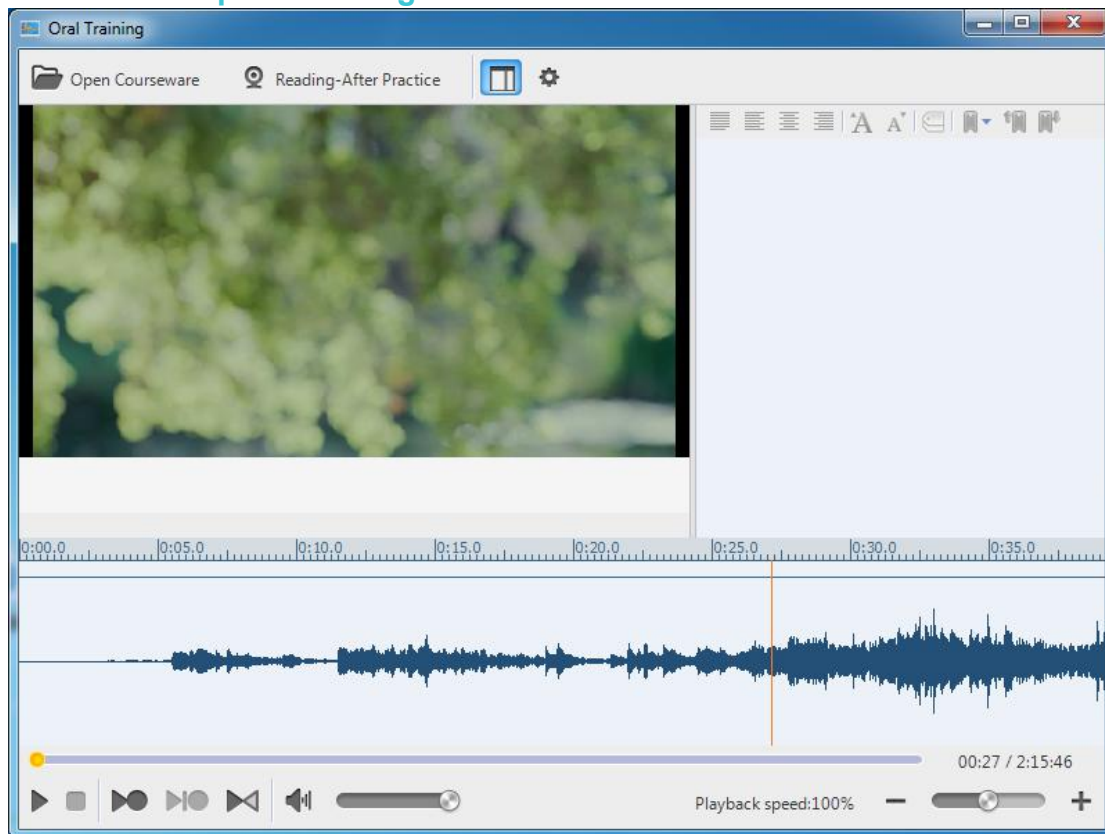 Oral Training
Open Courseware Reading-After Practice
0:00.0 0:05.0 0:10.0 0:15.0 0:20.0 0:25.0 0:30.0 0:35.0
00:27 / 2:15:46
Playback speed:100%